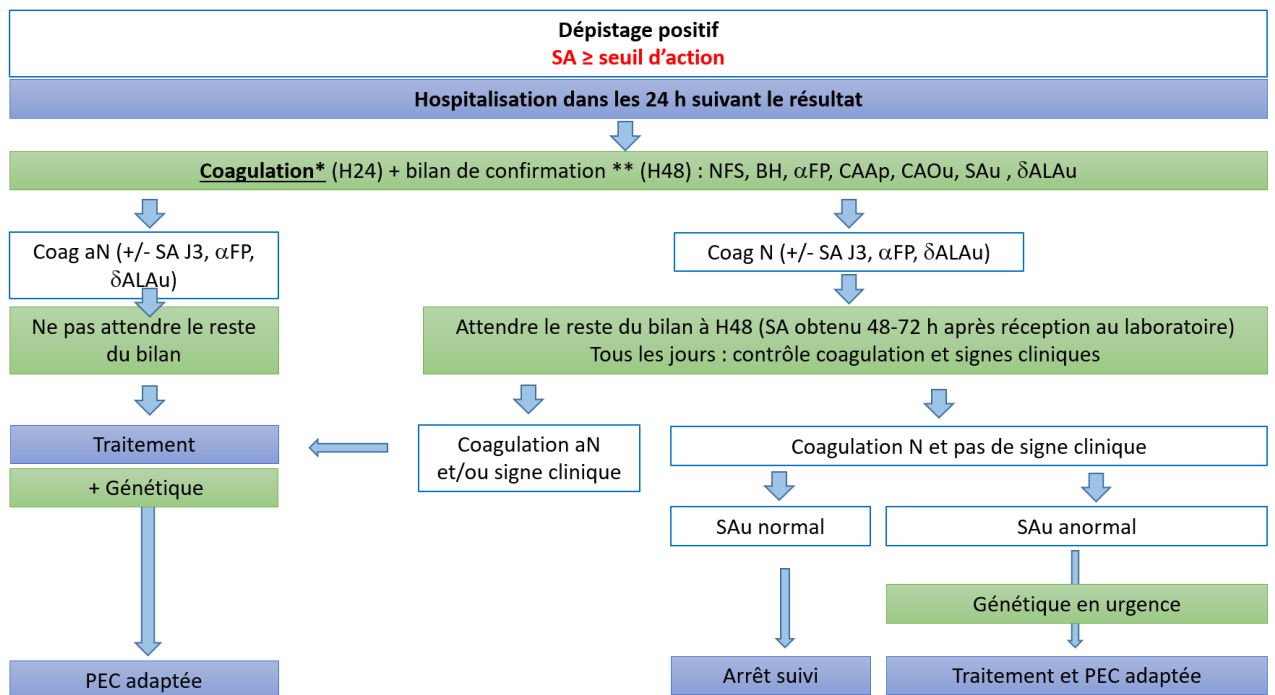 Dépistage positif
SA ≥ seuil d’action
Hospitalisation dans les 24 h suivant le résultat
Coagulation* (H24) + bilan de confirmation ** (H48) : NFS, BH, αFP, CAAp, CAOu, SAu , δALAu
Coag aN (+/- SA J3, αFP,
δALAu)
Coag N (+/- SA J3, αFP, δALAu)
Ne pas attendre le reste
du bilan
Attendre le reste du bilan à H48 (SA obtenu 48-72 h après réception au laboratoire)
Tous les jours : contrôle coagulation et signes cliniques
Traitement
+ Génétique
Coagulation aN
et/ou signe clinique
Coagulation N et pas de signe clinique
SAu normal
SAu anormal
Génétique en urgence
PEC adaptée
Arrêt suivi
Traitement et PEC adaptée